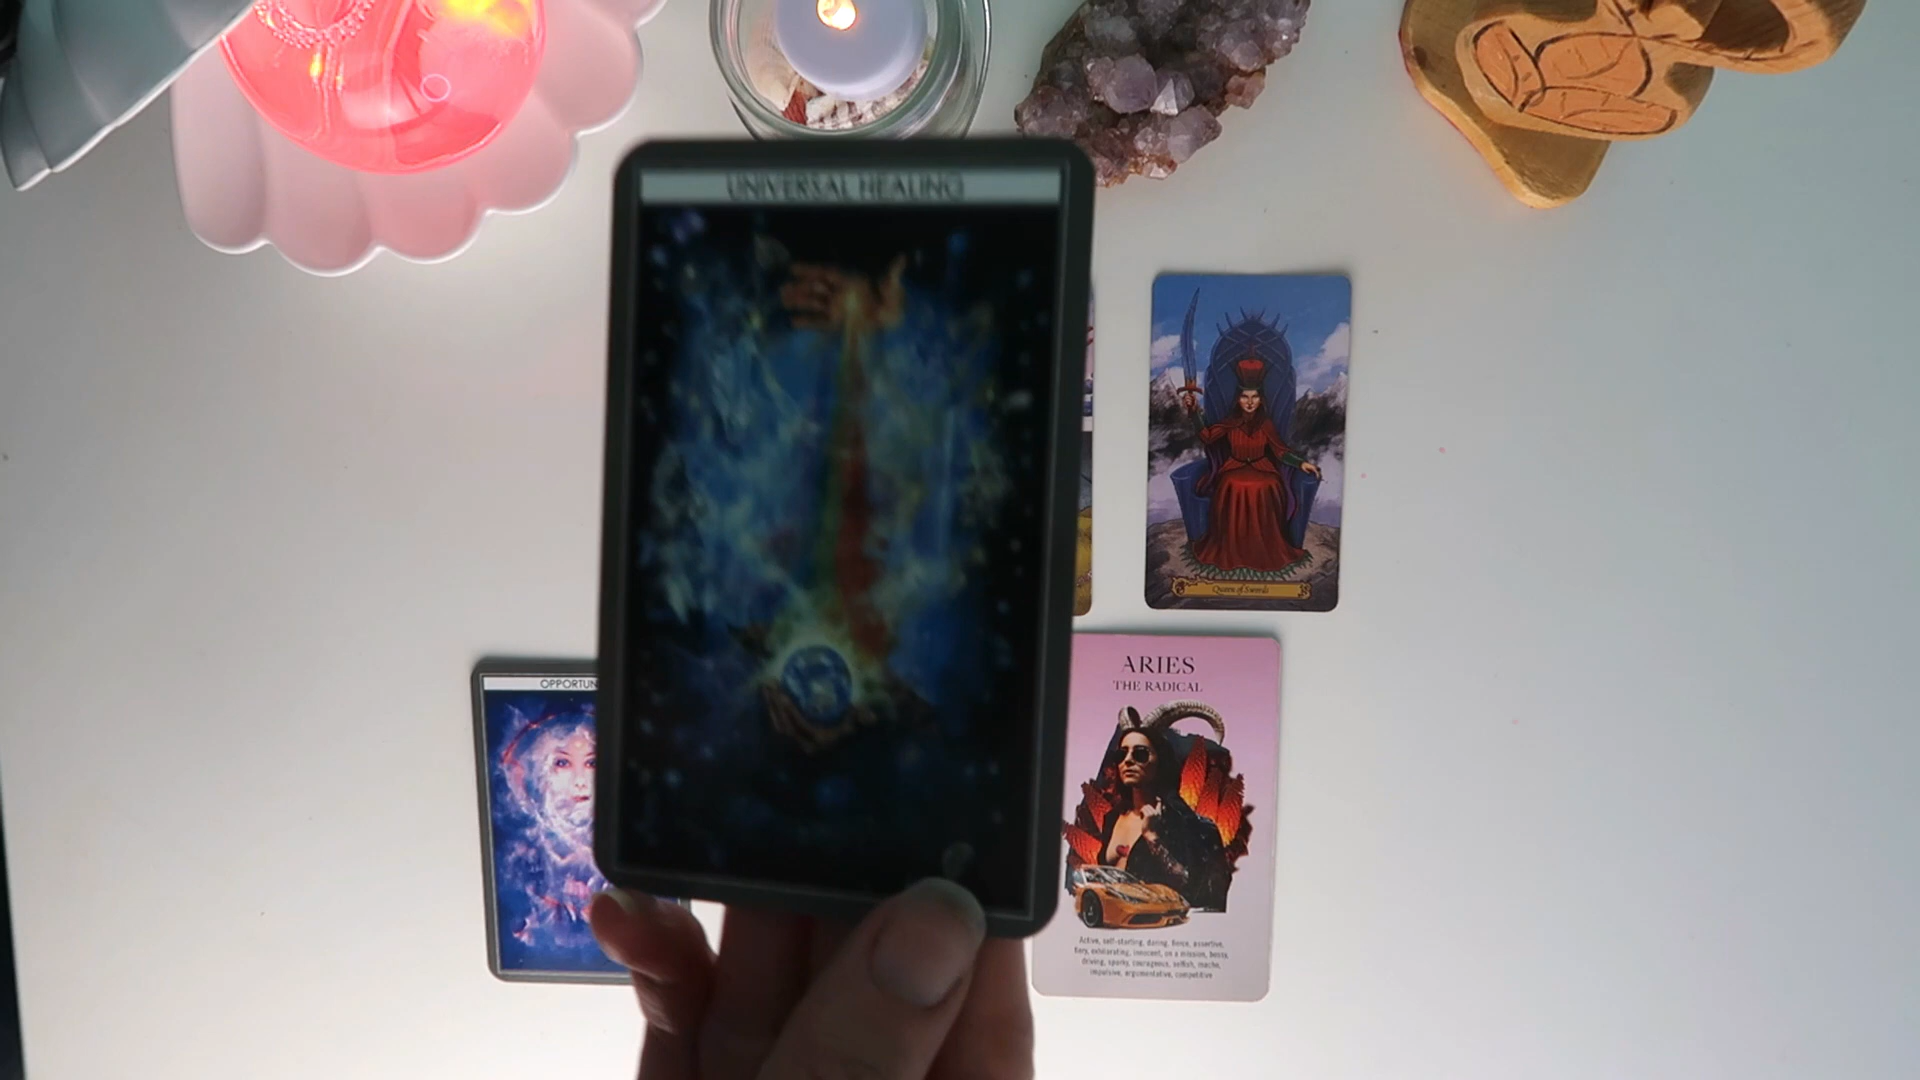 UNIVERSAL HEALING
Queen of Swords
OPPORTUN
ARIES
THE RADICAL
Active, self-starting, daring, fierce, assertive,
fiery, exhilarating, innocent, on a mission, bossy,
driving, sparky, courageous, selfish, macho,
impulsive, argumentative, competitive